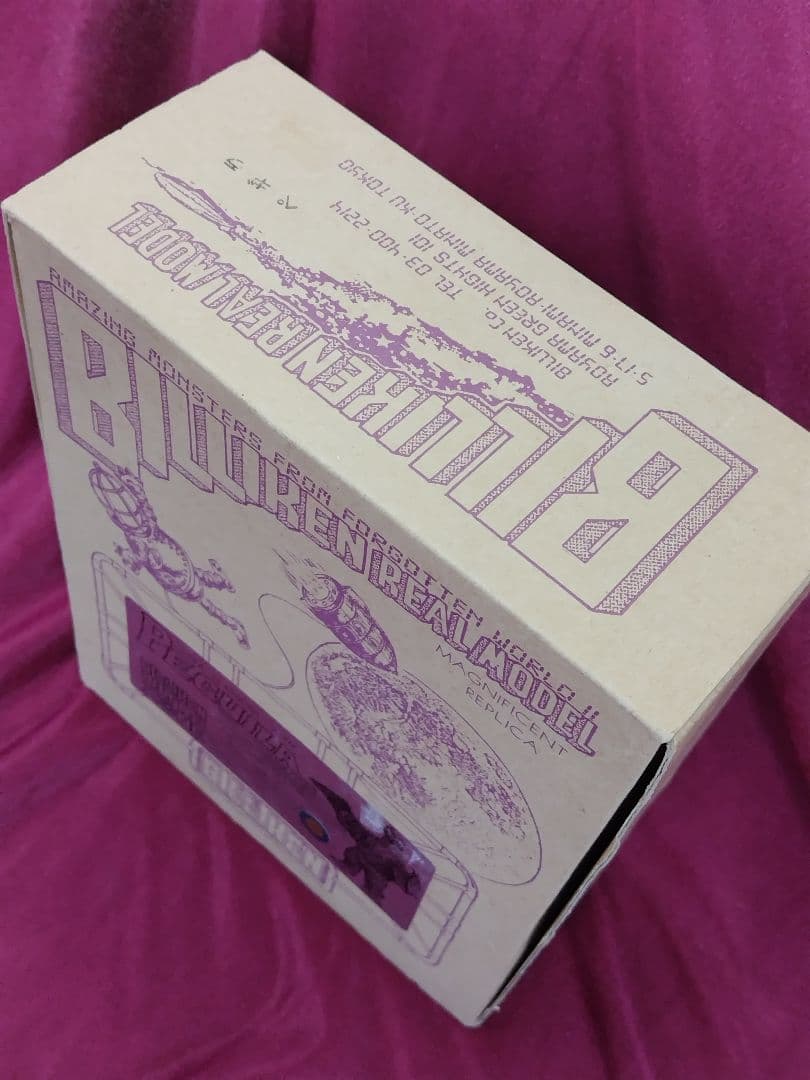 BILLIKEN REAL MODEL
BILLIKEN CO.
AOYAMA GREEN HIGHTS 101
5-17-6 MINAMI-AOYAMA MINATO-KU TOKYO
TEL 03-400-2214
AMAZING MONSTERS FROM FORGOTTEN WORLD!!
BILLIKEN REAL MODEL
MAGNIFICENT
REPLICA